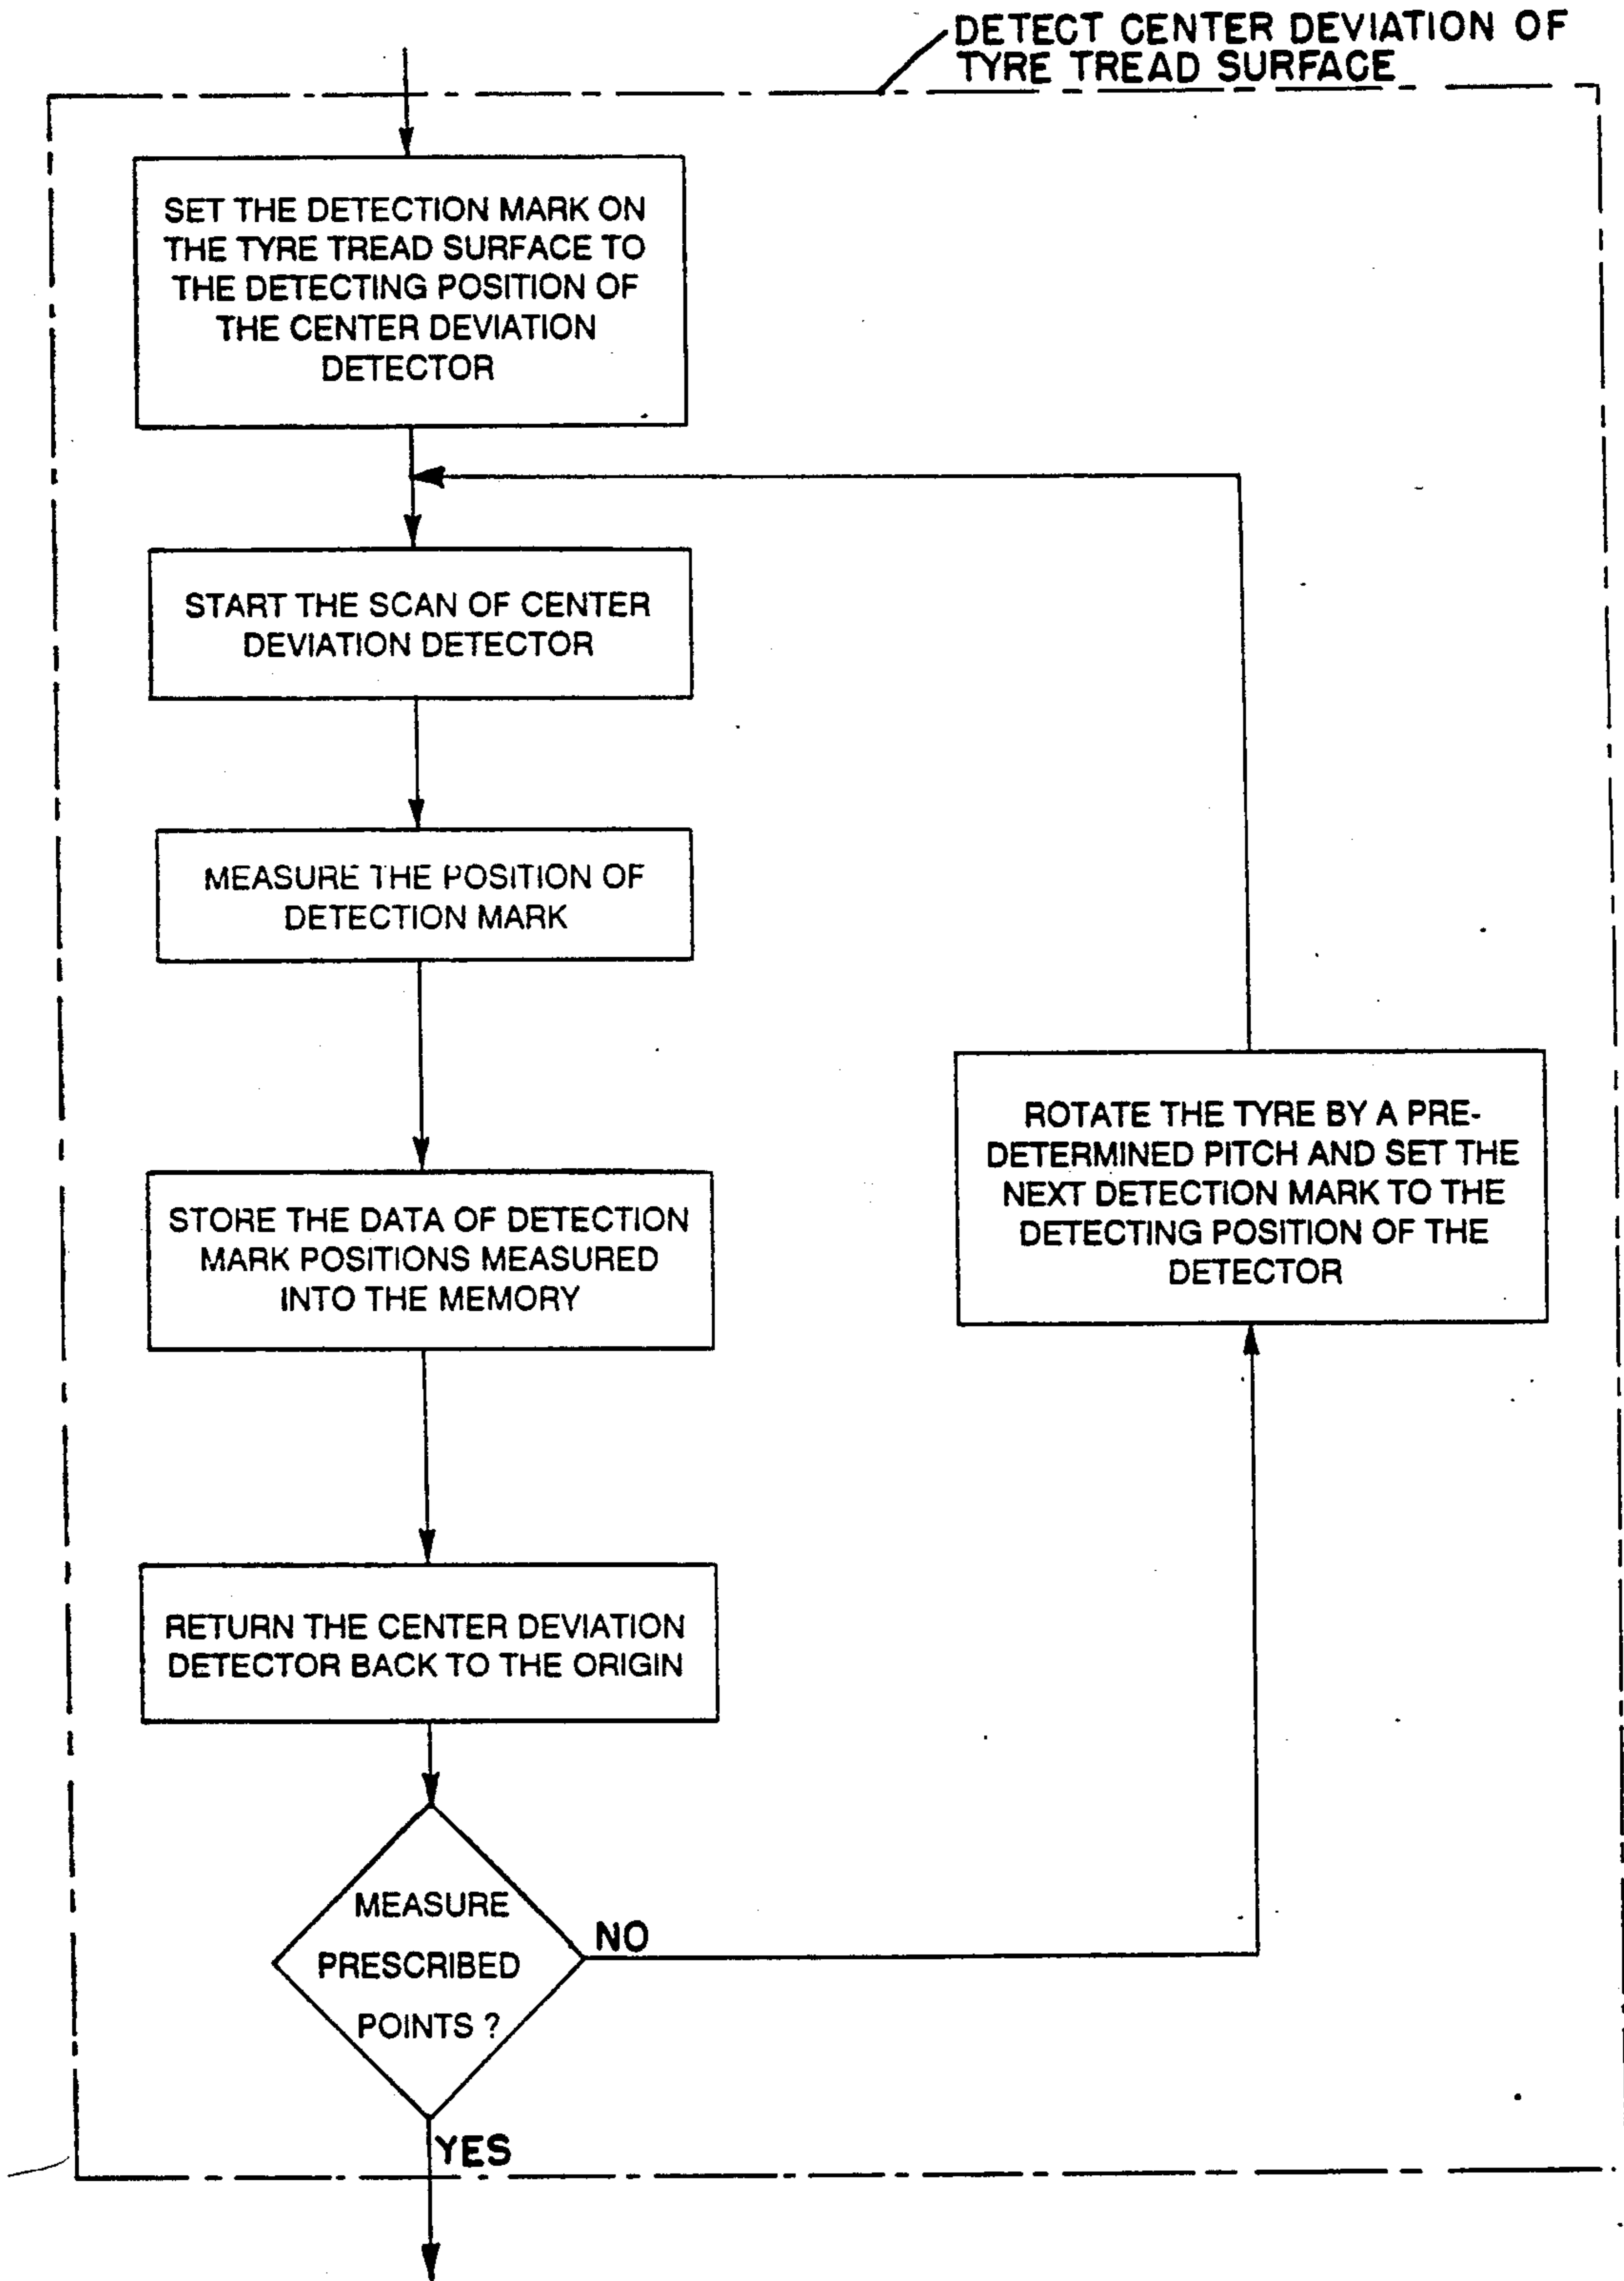 DETECT CENTER DEVIATION OF
TYRE TREAD SURFACE
SET THE DETECTION MARK ON
THE TYRE TREAD SURFACE TO
THE DETECTING POSITION OF
THE CENTER DEVIATION
DETECTOR
START THE SCAN OF CENTER
DEVIATION DETECTOR
MEASURE THE POSITION OF
DETECTION MARK
STORE THE DATA OF DETECTION
MARK POSITIONS MEASURED
INTO THE MEMORY
RETURN THE CENTER DEVIATION
DETECTOR BACK TO THE ORIGIN
MEASURE
PRESCRIBED
POINTS ?
NO
YES
ROTATE THE TYRE BY A PRE-
DETERMINED PITCH AND SET THE
NEXT DETECTION MARK TO THE
DETECTING POSITION OF THE
DETECTOR